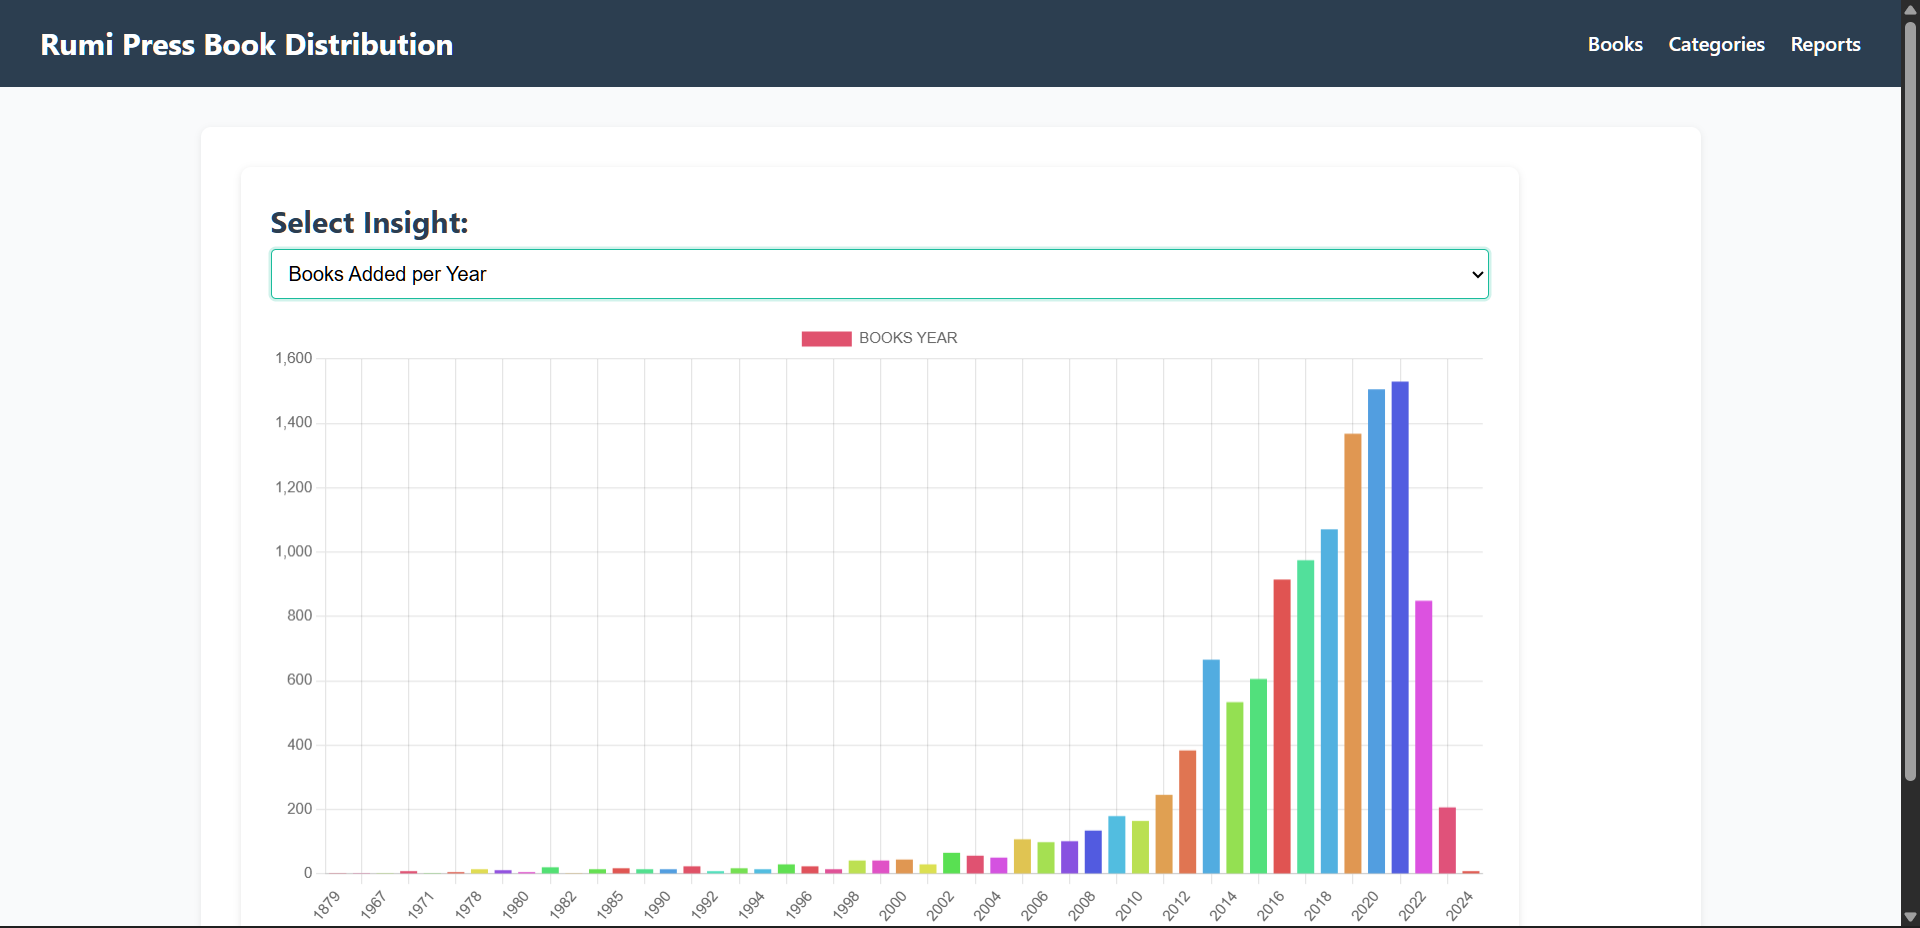 Rumi Press Book Distribution
Books Categories Reports
Select Insight:
Books Added per Year
BOOKS YEAR
1,600
1,400
1,200
1,000
800
600
400
200
0
1879 1967 1971 1978 1980 1982 1985 1990 1992 1994 1996 1998 2000 2002 2004 2006 2008 2010 2012 2014 2016 2018 2020 2022 2024